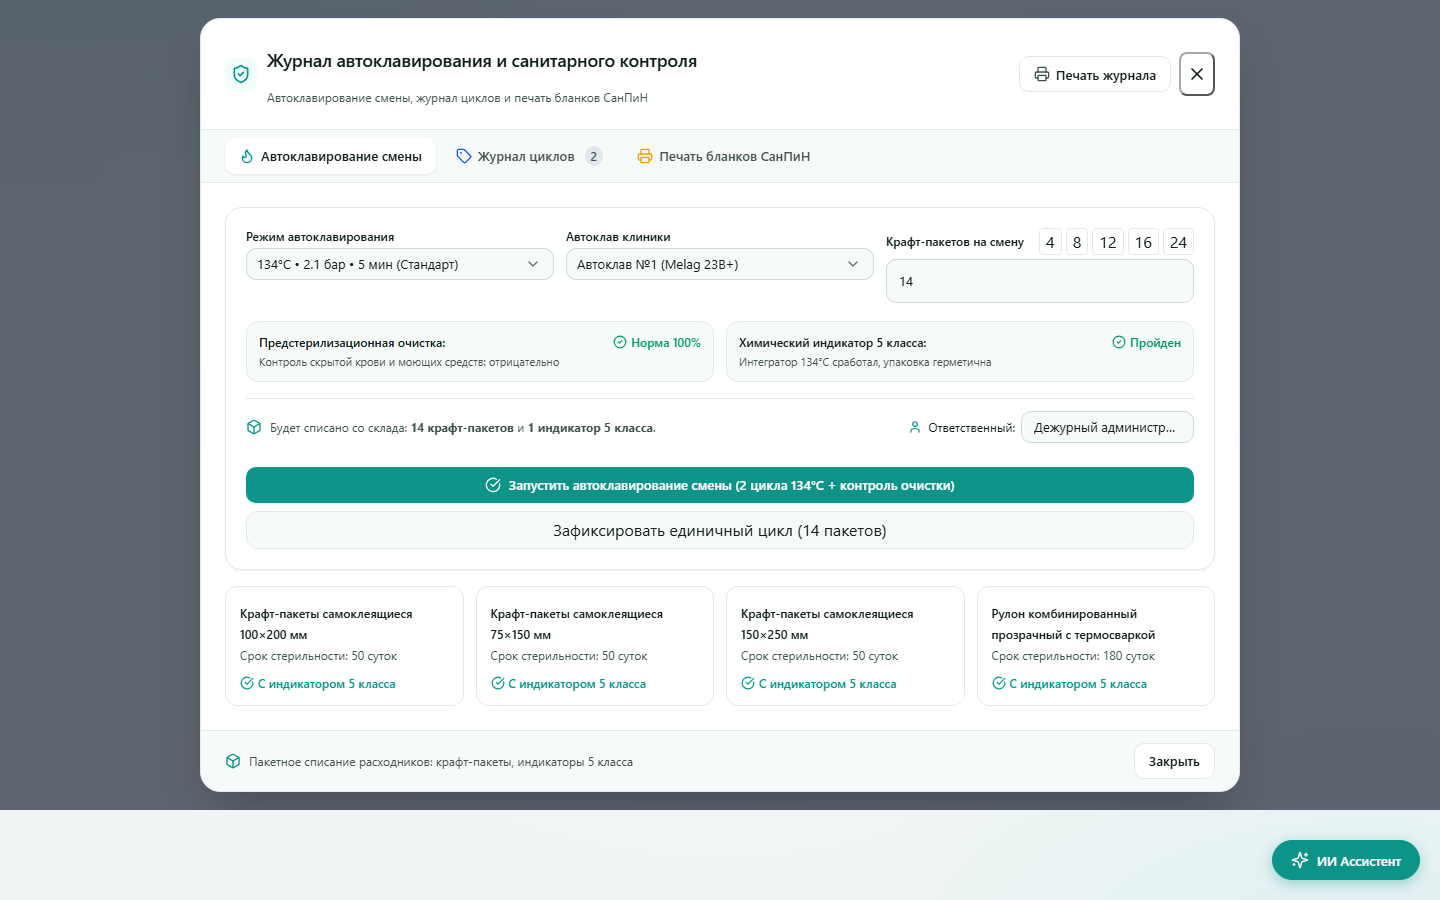 Журнал автоклавирования и санитарного контроля
Автоклавирование смены, журнал циклов и печать бланков СанПиН
Печать журнала
Автоклавирование смены
Журнал циклов 2
Печать бланков СанПиН
Режим автоклавирования
134°C • 2.1 бар • 5 мин (Стандарт)
Автоклав клиники
Автоклав №1 (Melag 23B+)
Крафт-пакетов на смену 4 8 12 16 24
14
Предстерилизационная очистка: Норма 100%
Контроль скрытой крови и моющих средств: отрицательно
Химический индикатор 5 класса: Пройден
Интегратор 134°C сработал, упаковка герметична
Будет списано со склада: 14 крафт-пакетов и 1 индикатор 5 класса.
Ответственный: Дежурный администр...
Запустить автоклавирование смены (2 цикла 134°C + контроль очистки)
Зафиксировать единичный цикл (14 пакетов)
Крафт-пакеты самоклеящиеся
100×200 мм
Срок стерильности: 50 суток
С индикатором 5 класса
Крафт-пакеты самоклеящиеся
75×150 мм
Срок стерильности: 50 суток
С индикатором 5 класса
Крафт-пакеты самоклеящиеся
150×250 мм
Срок стерильности: 50 суток
С индикатором 5 класса
Рулон комбинированный
прозрачный с термосваркой
Срок стерильности: 180 суток
С индикатором 5 класса
Пакетное списание расходников: крафт-пакеты, индикаторы 5 класса
Закрыть
ИИ Ассистент